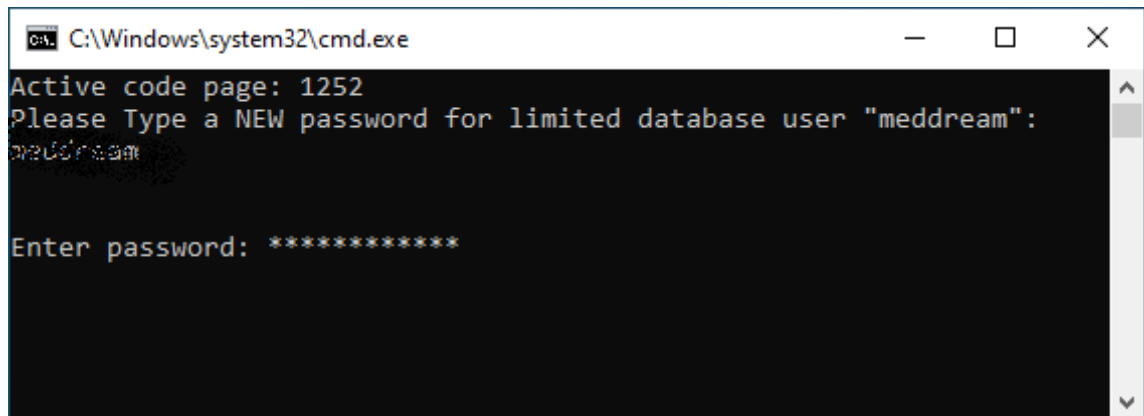 C:\Windows\system32\cmd.exe
Active code page: 1252
Please Type a NEW password for limited database user "meddream":
Enter password: ************